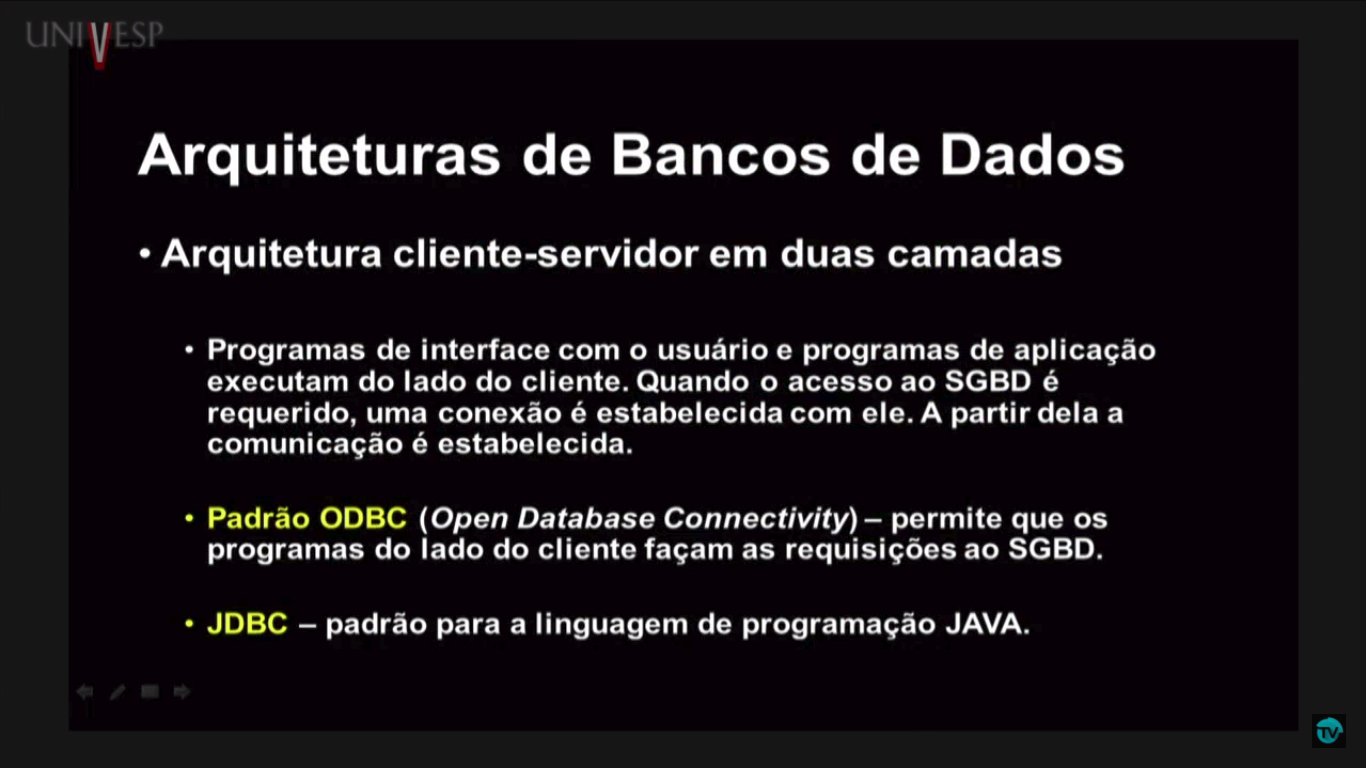 UNIVESP
Arquiteturas de Bancos de Dados
• Arquitetura cliente-servidor em duas camadas
• Programas de interface com o usuário e programas de aplicação
executam do lado do cliente. Quando o acesso ao SGBD é
requerido, uma conexão é estabelecida com ele. A partir dela a
comunicação é estabelecida.
• Padrão ODBC (Open Database Connectivity) – permite que os
programas do lado do cliente façam as requisições ao SGBD.
• JDBC – padrão para a linguagem de programação JAVA.
TV